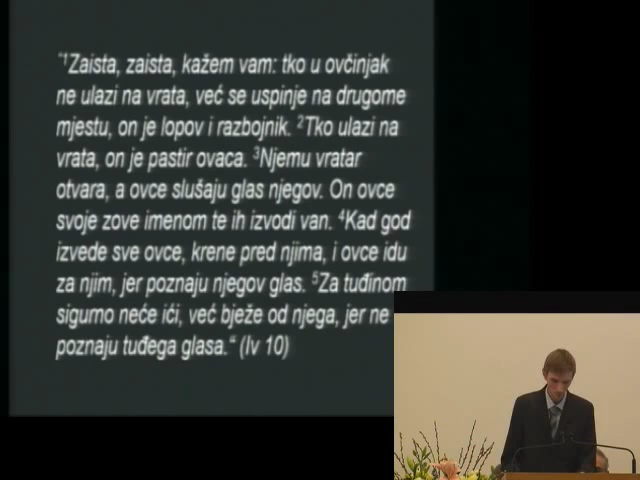 "1Zaista, zaista, kažem vam: tko u ovčinjak
ne ulazi na vrata, već se uspinje na drugome
mjestu, on je lopov i razbojnik. 2Tko ulazi na
vrata, on je pastir ovaca. 3Njemu vratar
otvara, a ovce slušaju glas njegov. On ovce
svoje zove imenom te ih izvodi van. 4Kad god
izvede sve ovce, krene pred njima, i ovce idu
za njim, jer poznaju njegov glas. 5Za tuđinom
sigurno neće ići, već bježe od njega, jer ne
poznaju tuđega glasa." (Iv 10)